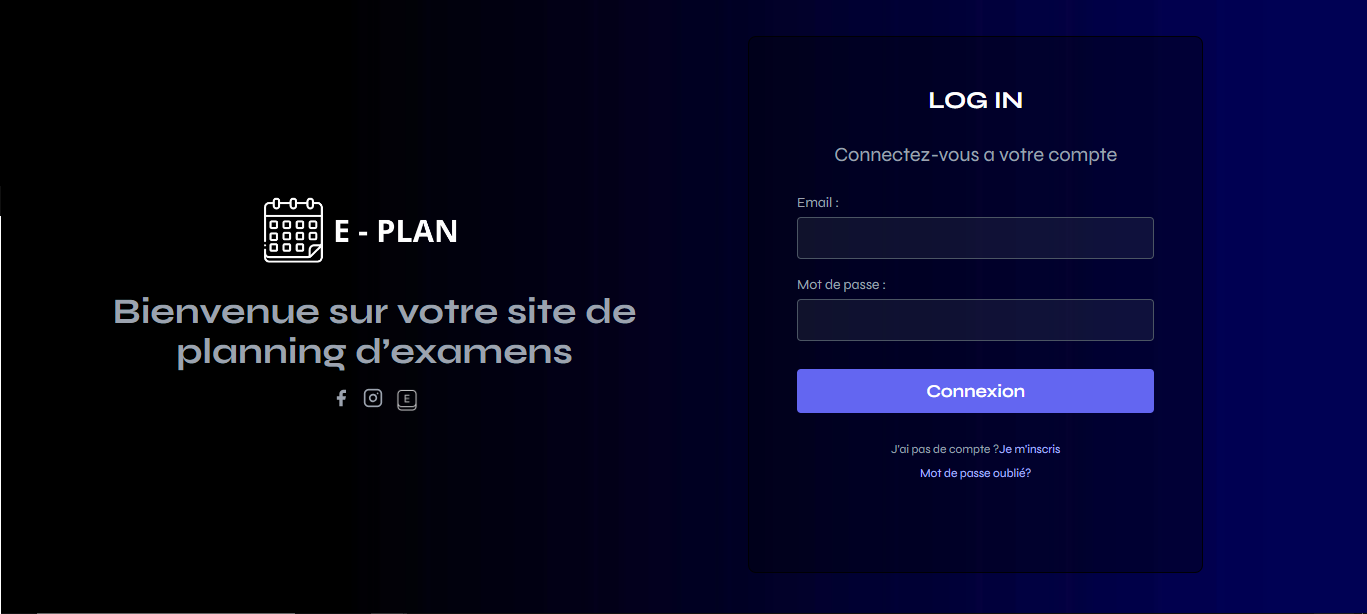 E - PLAN
Bienvenue sur votre site de
planning d'examens
E
LOG IN
Connectez-vous a votre compte
Email :
Mot de passe :
Connexion
J'ai pas de compte ?Je m'inscris
Mot de passe oublié?